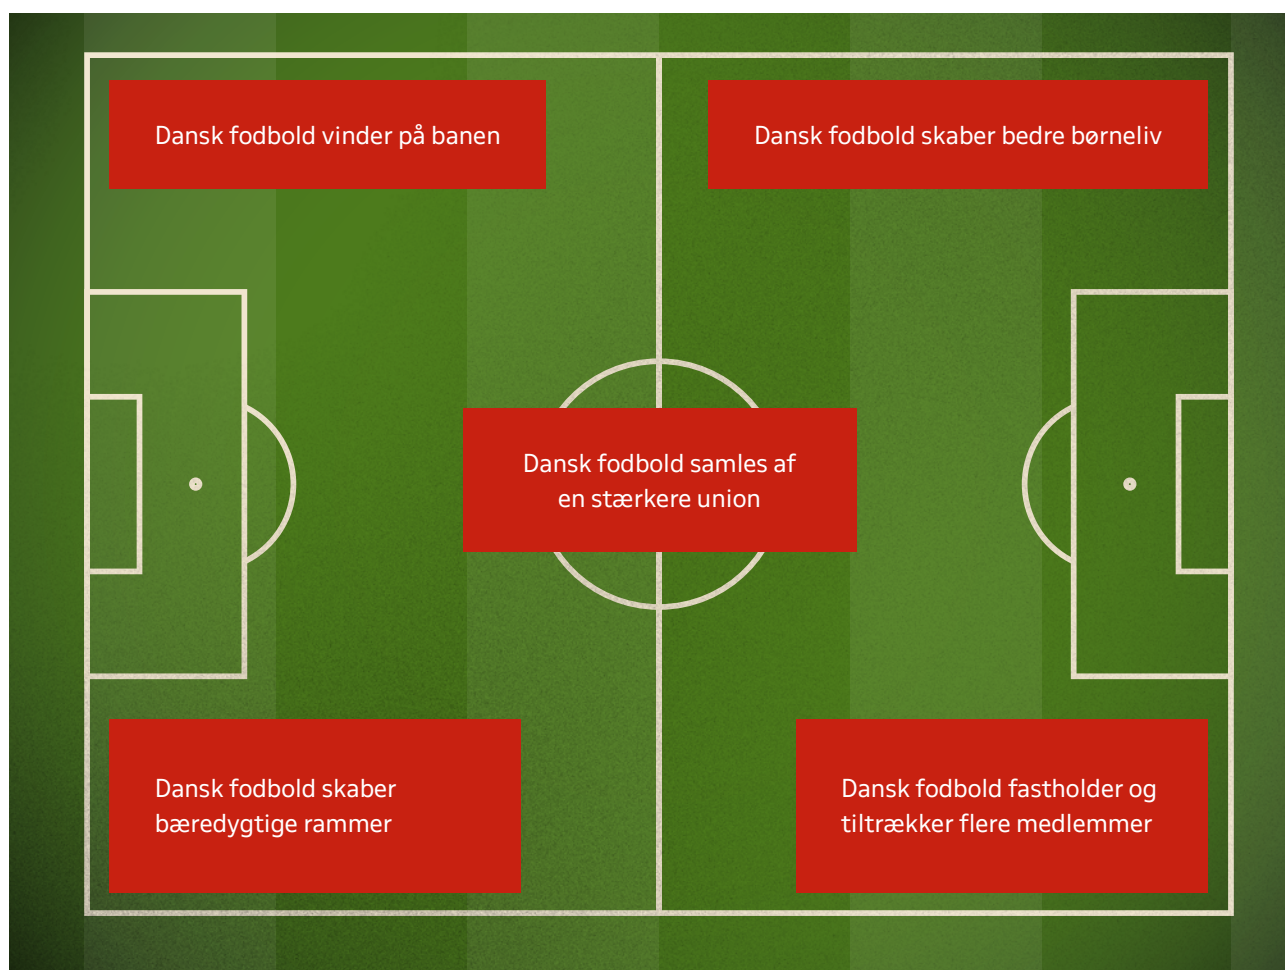 Dansk fodbold vinder på banen
Dansk fodbold skaber bedre børneliv
Dansk fodbold samles af
en stærkere union
Dansk fodbold skaber
bæredygtige rammer
Dansk fodbold fastholder og
tiltrækker flere medlemmer